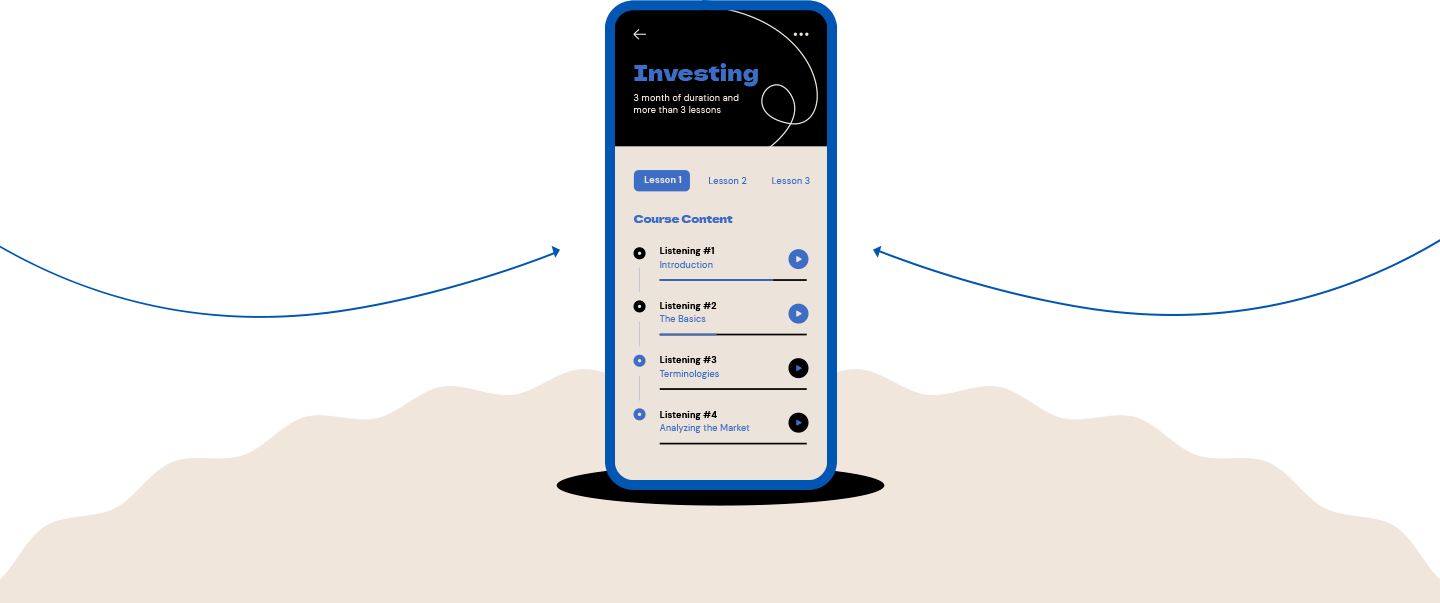 Investing
3 month of duration and
more than 3 lessons
Lesson 1 Lesson 2 Lesson 3
Course Content
Listening #1
Introduction
Listening #2
The Basics
Listening #3
Terminologies
Listening #4
Analyzing the Market